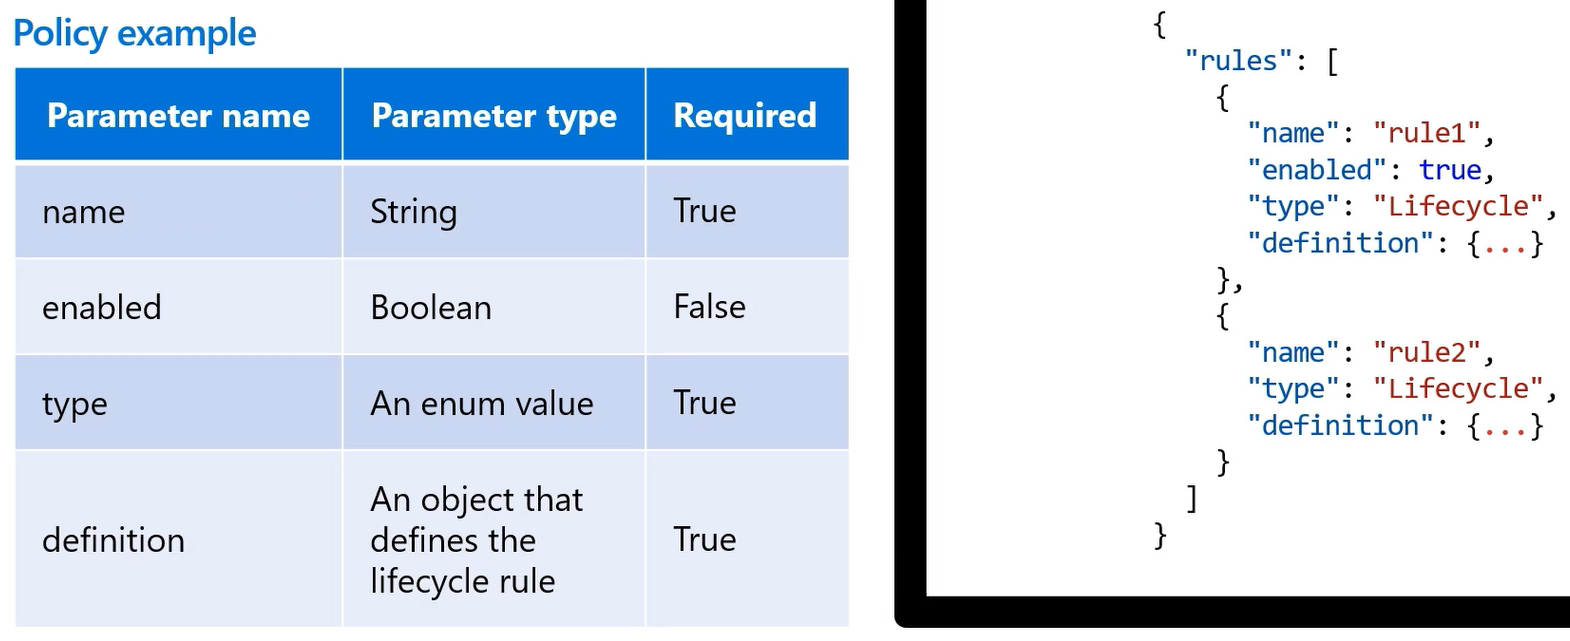 Policy example
Parameter name Parameter type Required
name String True
enabled Boolean False
type An enum value True
definition An object that defines the lifecycle rule True
{
"rules": [
{
"name": "rule1",
"enabled": true,
"type": "Lifecycle",
"definition": {...}
},
{
"name": "rule2",
"type": "Lifecycle",
"definition": {...}
}
]
}